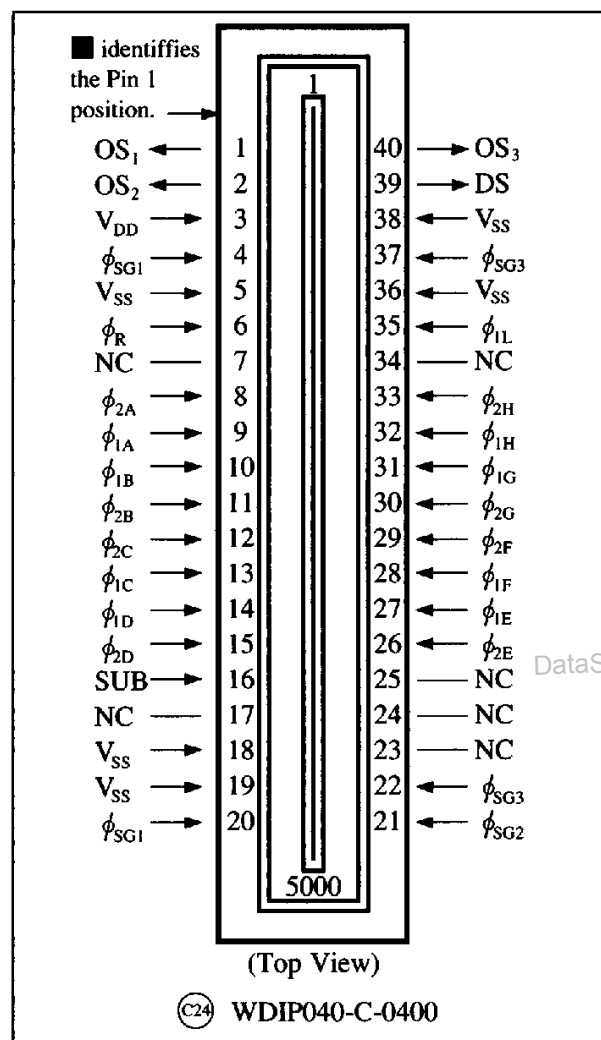 ■ identiffies
the Pin 1
position.
1
OS1 1 40 OS3
OS2 2 39 DS
VDD 3 38 VSS
ϕSG1 4 37 ϕSG3
VSS 5 36 VSS
ϕR 6 35 ϕ1L
NC 7 34 NC
ϕ2A 8 33 ϕ2H
ϕ1A 9 32 ϕ1H
ϕ1B 10 31 ϕ1G
ϕ2B 11 30 ϕ2G
ϕ2C 12 29 ϕ2F
ϕ1C 13 28 ϕ1F
ϕ1D 14 27 ϕ1E
ϕ2D 15 26 ϕ2E
SUB 16 25 NC
DataS
NC 17 24 NC
VSS 18 23 NC
VSS 19 22 ϕSG3
ϕSG1 20 21 ϕSG2
5000
(Top View)
C24 WDIP040-C-0400